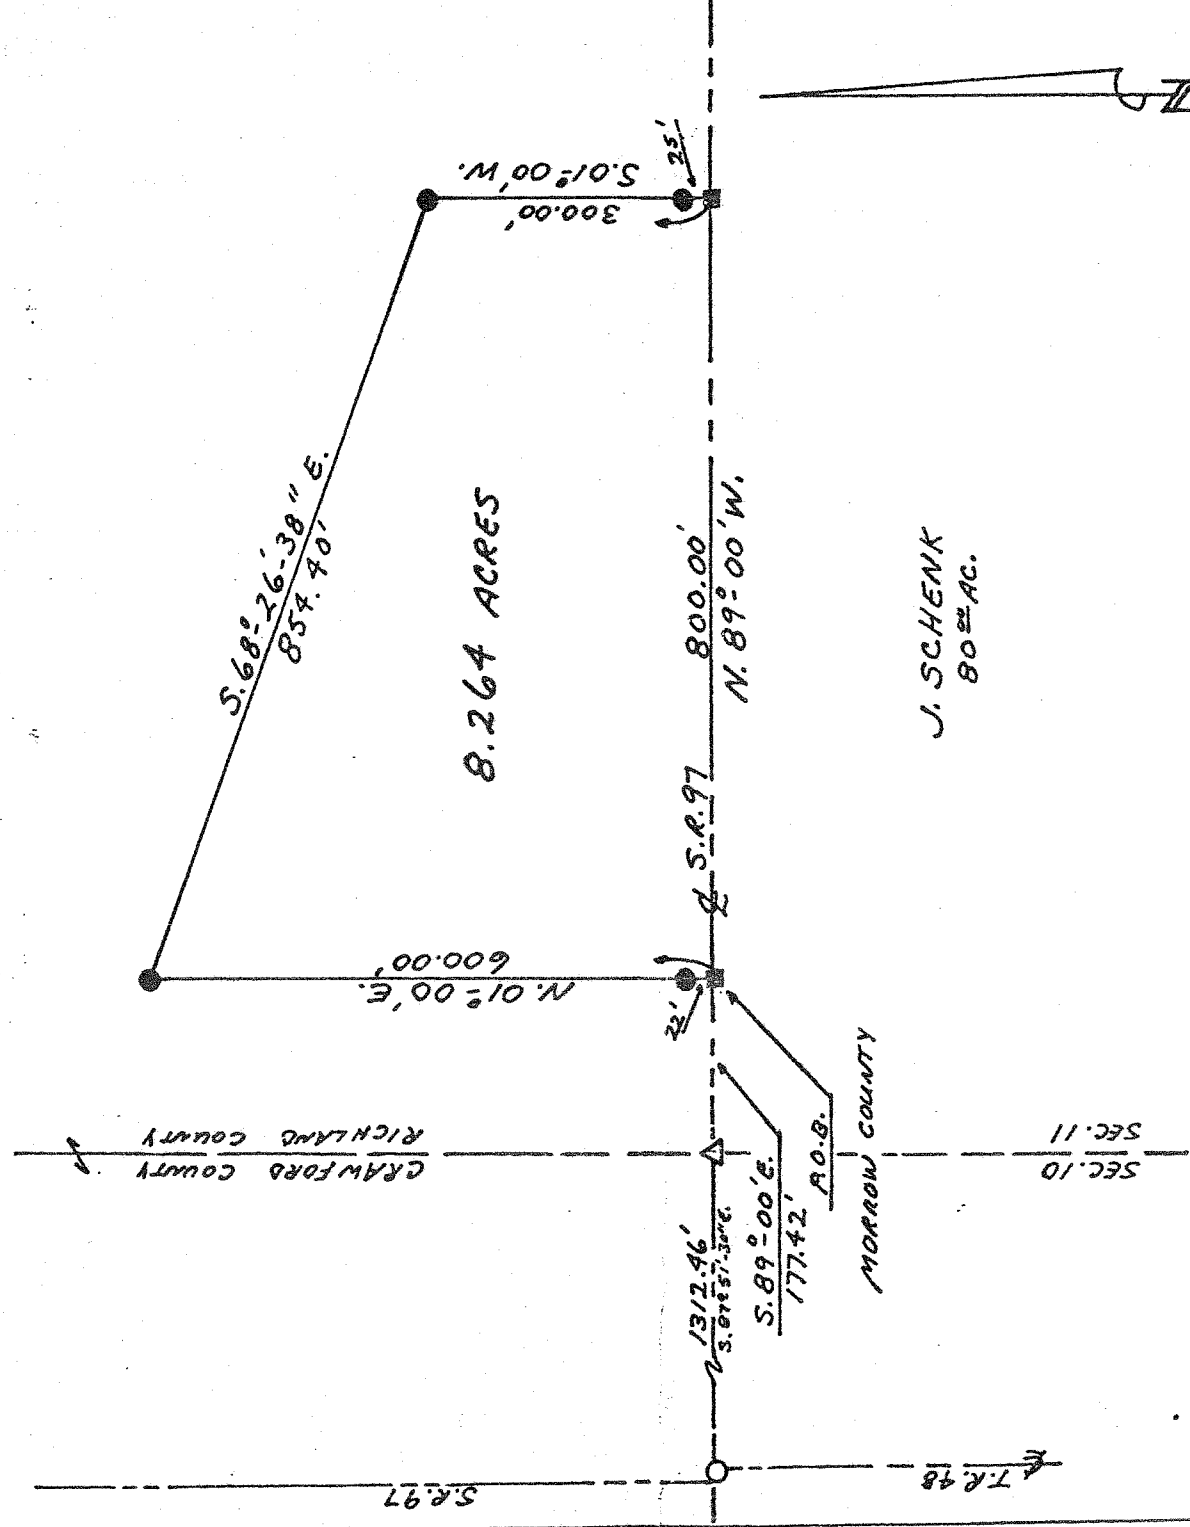 S. 01°-00' W.
300.00'
25'
S. 68°-26'-38" E.
854.40'
8.264 ACRES
800.00'
N. 89°-00' W.
J. SCHENK
80 AC.
℄ S.R. 97
N. 01°-00' E.
600.00'
22'
RICHLAND COUNTY
CRAWFORD COUNTY
SEC. 11
SEC. 10
MORROW COUNTY
S. 89°-00' E.
177.42'
1312.46'
S.R. 97
T.R. 48